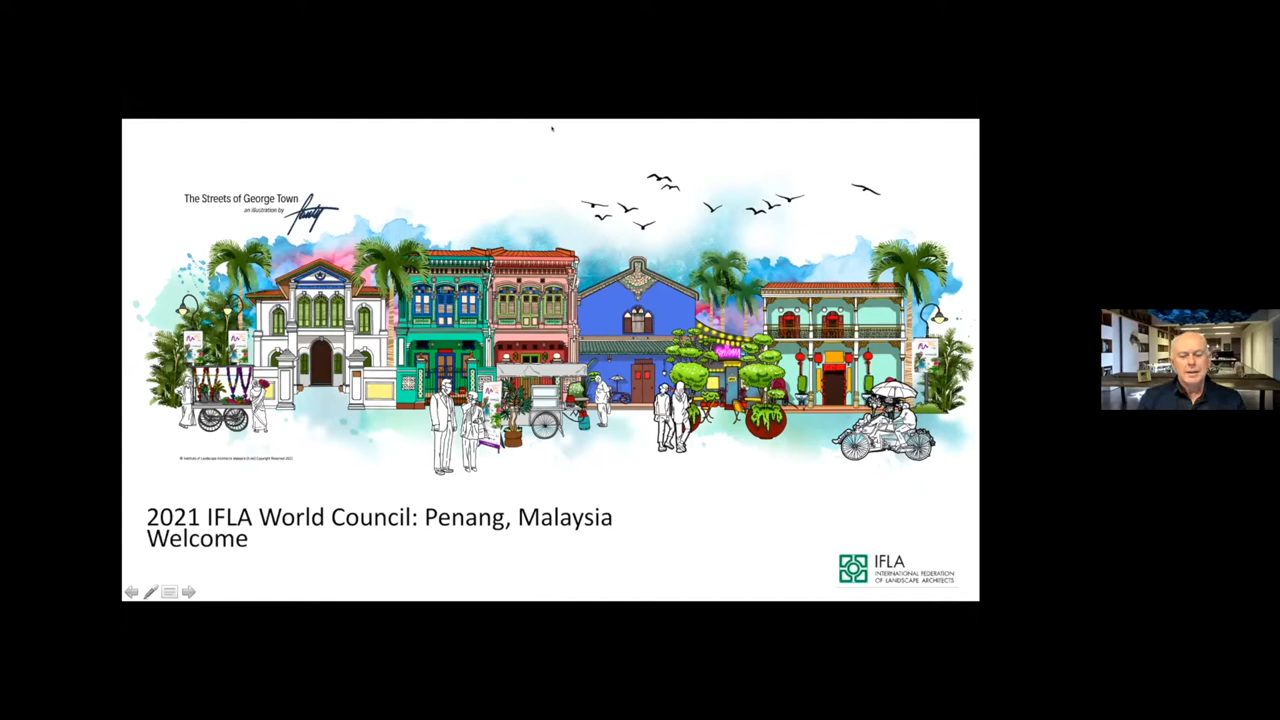 The Streets of George Town
an illustration by
2021 IFLA World Council: Penang, Malaysia
Welcome
IFLA
INTERNATIONAL FEDERATION
OF LANDSCAPE ARCHITECTS